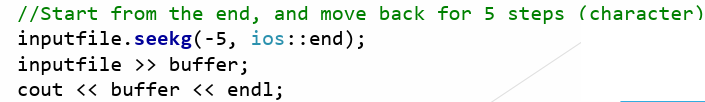 //Start from the end, and move back for 5 steps (character)
inputfile.seekg(-5, ios::end);
inputfile >> buffer;
cout << buffer << endl;